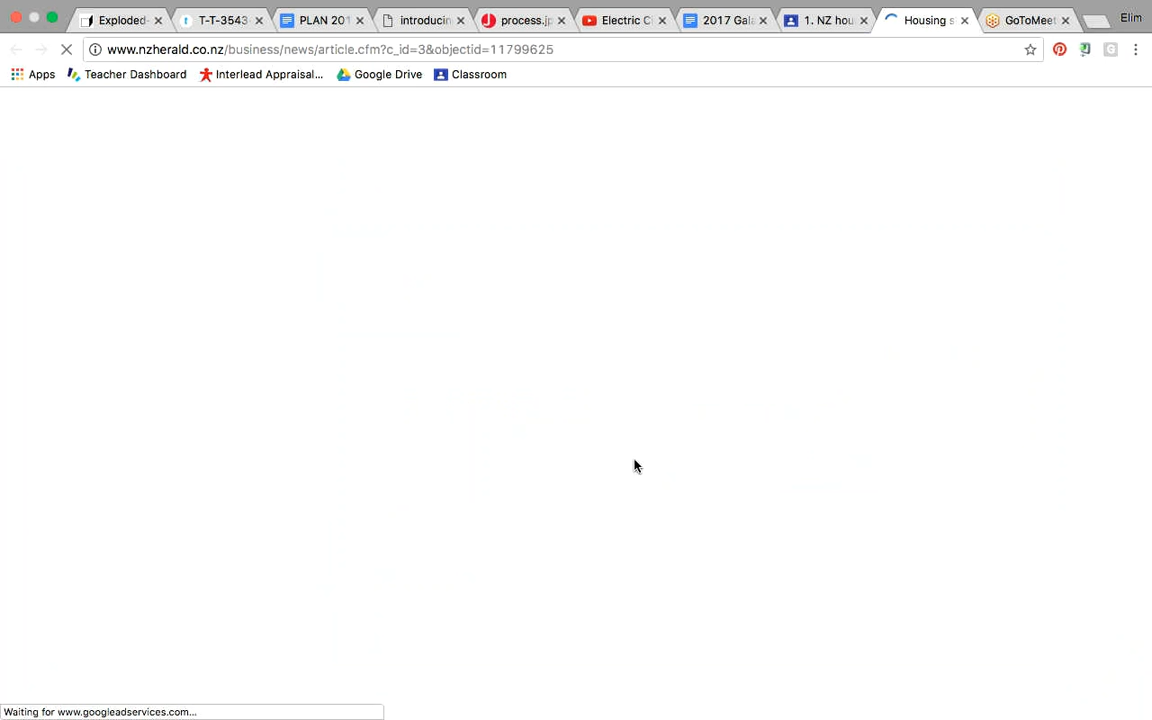 Exploded- T-T-3543 PLAN 201 introducin process.jp Electric C 2017 Gala 1. NZ hou Housing s GoToMeet Elim
www.nzherald.co.nz/business/news/article.cfm?c_id=3&objectid=11799625
Apps Teacher Dashboard Interlead Appraisal... Google Drive Classroom
Waiting for www.googleadservices.com...